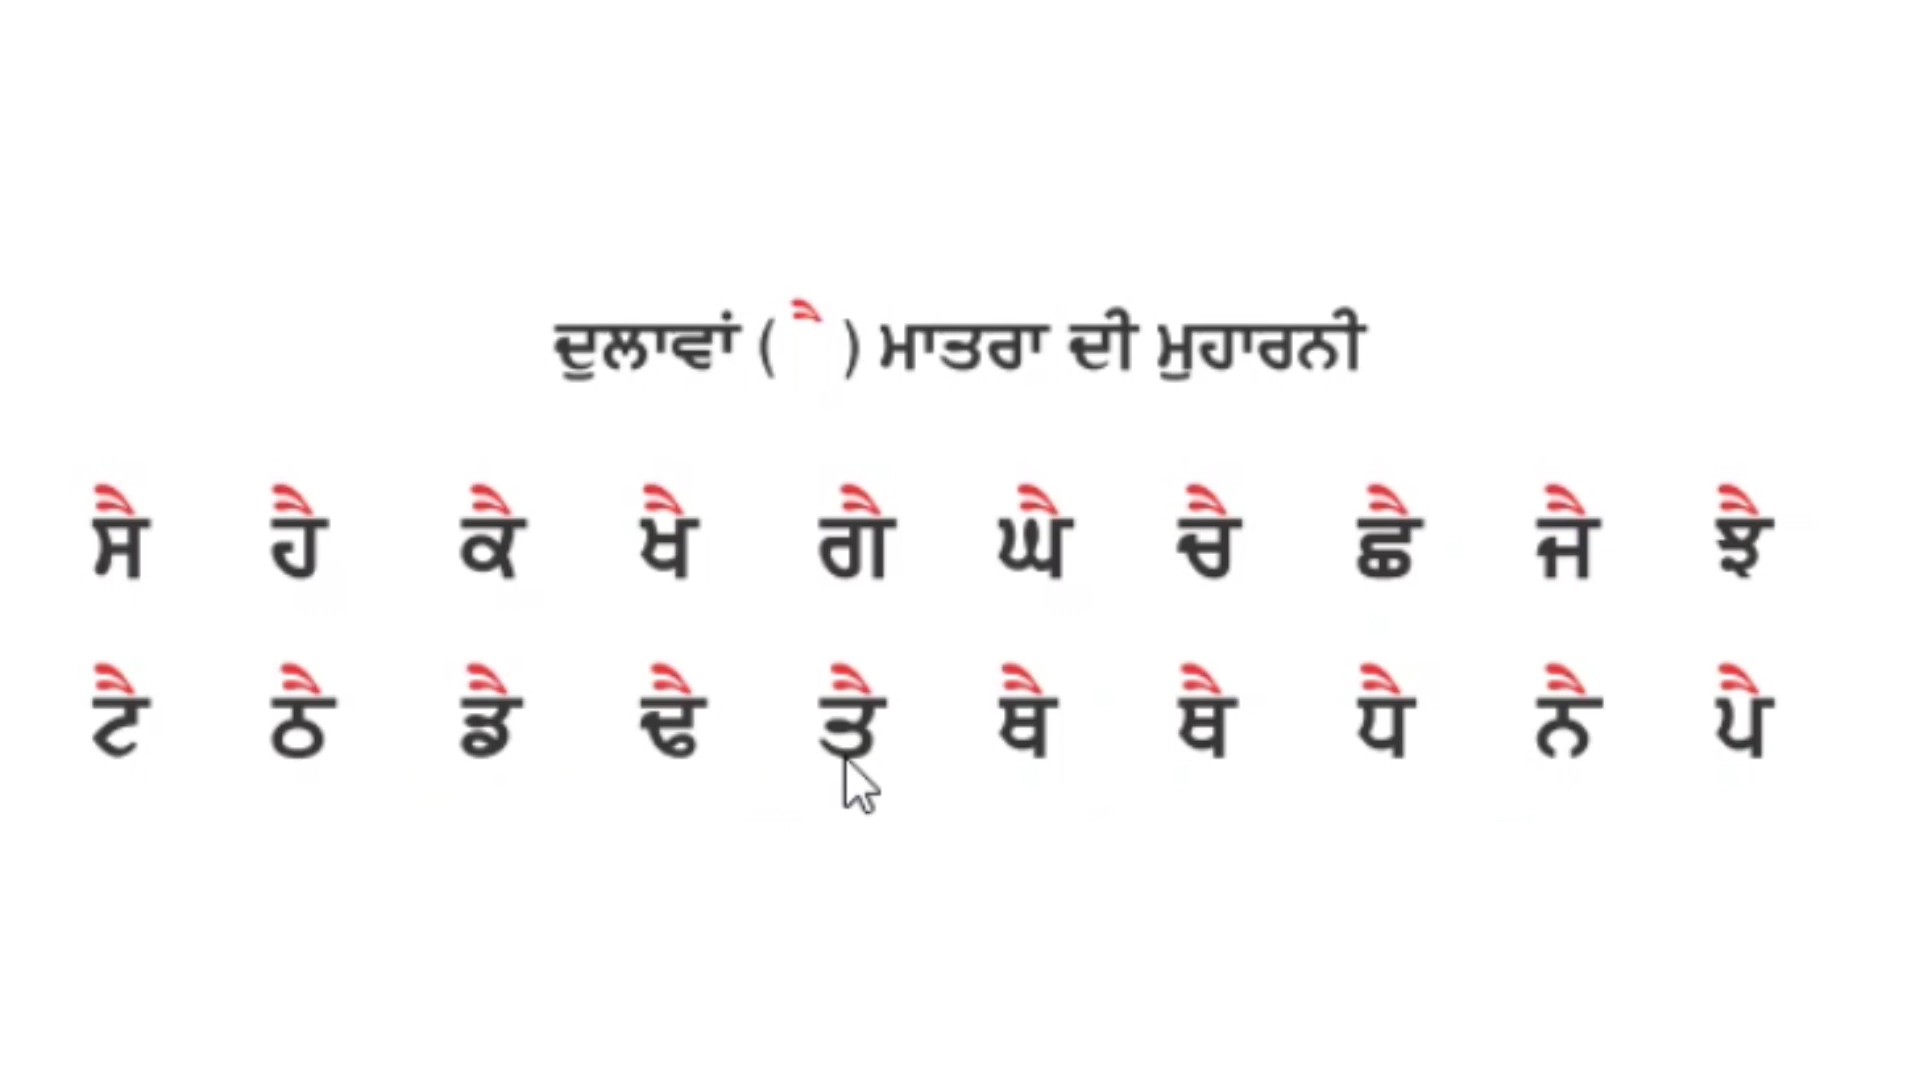 ਦੁਲਾਵਾਂ ( ੈ ) ਮਾਤਰਾ ਦੀ ਮੁਹਾਰਨੀ
ਸੈ ਹੈ ਕੈ ਖੈ ਗੈ ਘੈ ਚੈ ਛੈ ਜੈ ਝੈ
ਟੈ ਠੈ ਡੈ ਢੈ ਤੈ ਥੈ ਥੈ ਧੈ ਨੈ ਪੈ